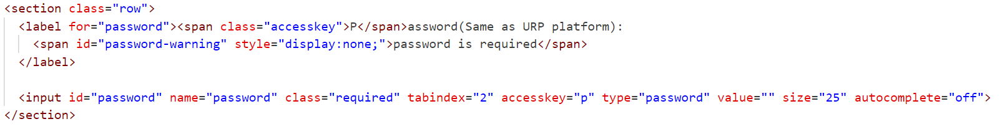 <section class="row">
<label for="password"><span class="accesskey">P</span>assword(Same as URP platform):
<span id="password-warning" style="display:none;">password is required</span>
</label>
<input id="password" name="password" class="required" tabindex="2" accesskey="p" type="password" value="" size="25" autocomplete="off">
</section>